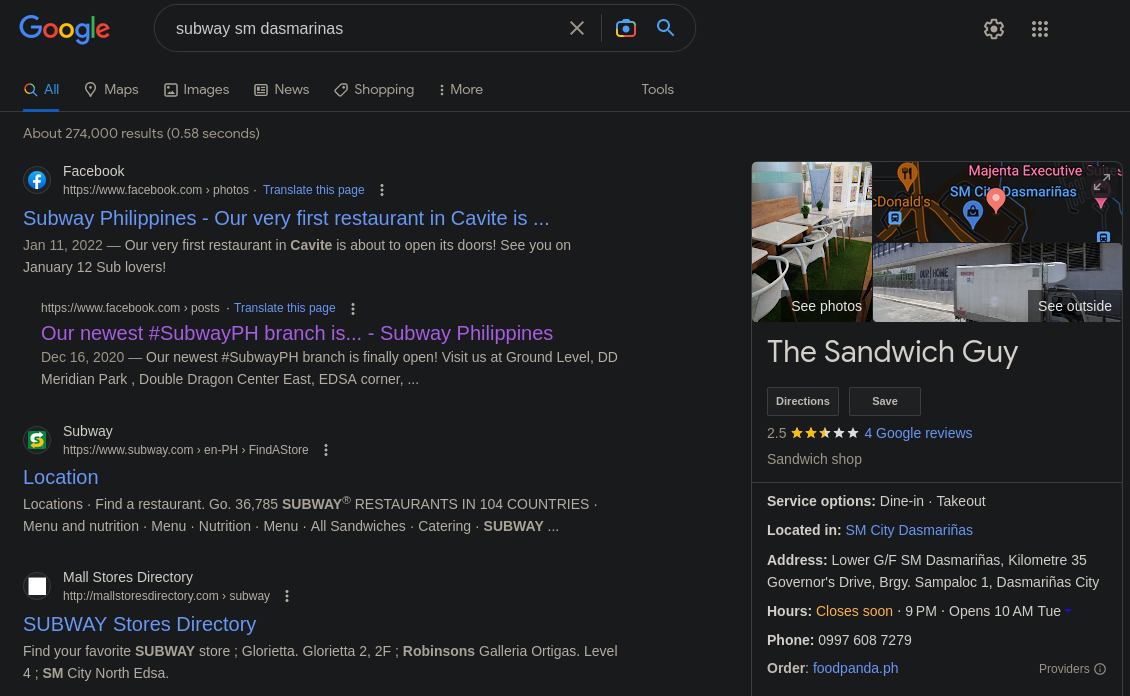 Google
subway sm dasmarinas
All
Maps
Images
News
Shopping
More
Tools
About 274,000 results (0.58 seconds)
Facebook
https://www.facebook.com › photos · Translate this page
Subway Philippines - Our very first restaurant in Cavite is ...
Jan 11, 2022 — Our very first restaurant in Cavite is about to open its doors! See you on
January 12 Sub lovers!
https://www.facebook.com › posts · Translate this page
Our newest #SubwayPH branch is... - Subway Philippines
Dec 16, 2020 — Our newest #SubwayPH branch is finally open! Visit us at Ground Level, DD
Meridian Park , Double Dragon Center East, EDSA corner, ...
Subway
https://www.subway.com › en-PH › FindAStore
Location
Locations · Find a restaurant. Go. 36,785 SUBWAY® RESTAURANTS IN 104 COUNTRIES ·
Menu and nutrition · Menu · Nutrition · Menu · All Sandwiches · Catering · SUBWAY ...
Mall Stores Directory
http://mallstoresdirectory.com › subway
SUBWAY Stores Directory
Find your favorite SUBWAY store ; Glorietta. Glorietta 2, 2F ; Robinsons Galleria Ortigas. Level
4 ; SM City North Edsa.
Majenta Executive Suites
SM City Dasmariñas
cDonald's
OUR HOME
See photos
See outside
The Sandwich Guy
Directions
Save
2.5 4 Google reviews
Sandwich shop
Service options: Dine-in · Takeout
Located in: SM City Dasmariñas
Address: Lower G/F SM Dasmariñas, Kilometre 35
Governor's Drive, Brgy. Sampaloc 1, Dasmariñas City
Hours: Closes soon · 9 PM · Opens 10 AM Tue
Phone: 0997 608 7279
Order: foodpanda.ph
Providers